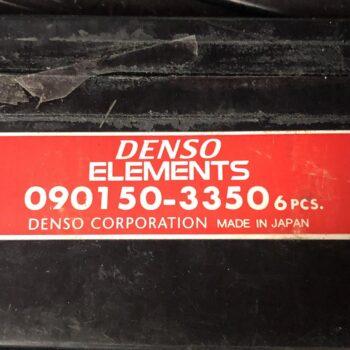 DENSO
ELEMENTS
090150-3350 6 PCS.
DENSO CORPORATION MADE IN JAPAN